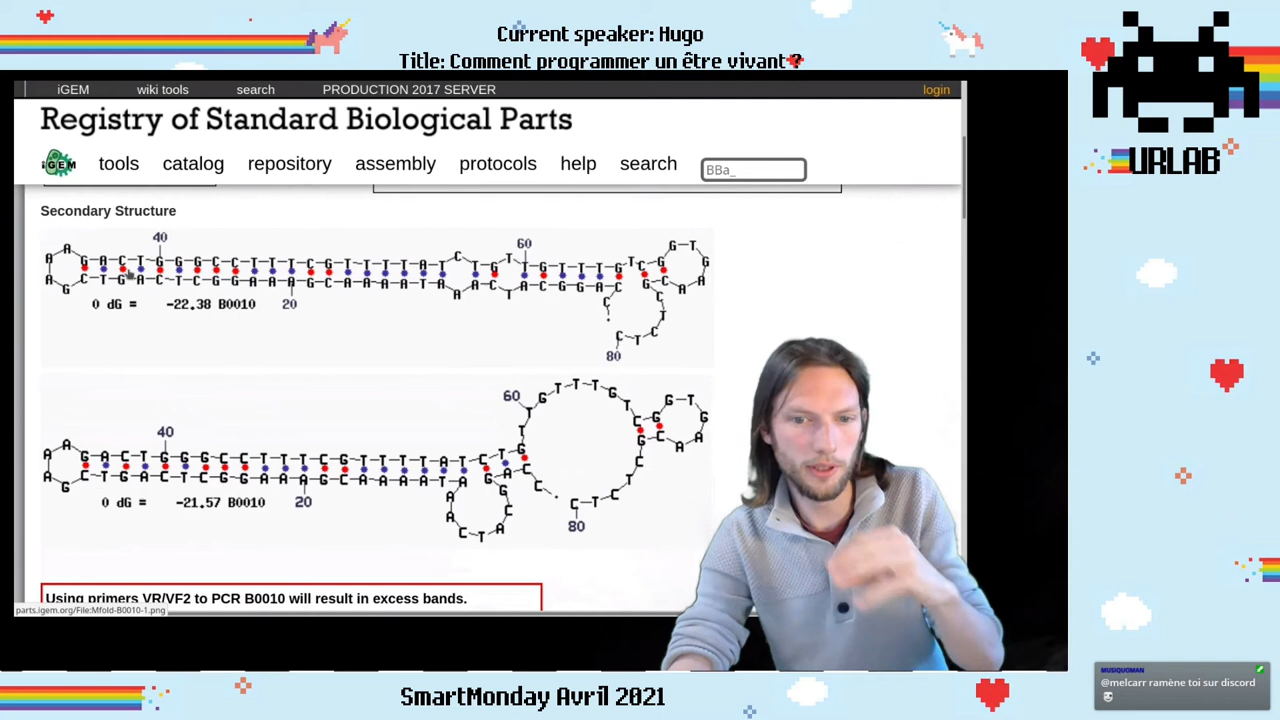 Current speaker: Hugo
Title: Comment programmer un être vivant ?
iGEM wiki tools search PRODUCTION 2017 SERVER login
Registry of Standard Biological Parts
iGEM tools catalog repository assembly protocols help search BBa_
URLAB
Secondary Structure
40
60
0 dG = -22.38 B0010 20
80
60
40
0 dG = -21.57 B0010 20
80
Using primers VR/VF2 to PCR B0010 will result in excess bands.
parts.igem.org/File:Mfold-B0010-1.png
MUSIQUOMAN
@melcarr ramène toi sur discord
SmartMonday Avril 2021